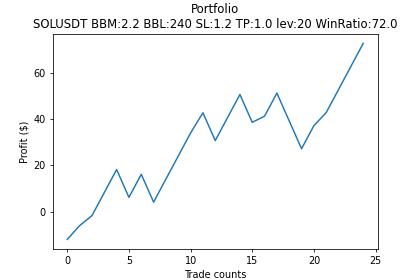 Portfolio
SOLUSDT BBM:2.2 BBL:240 SL:1.2 TP:1.0 lev:20 WinRatio:72.0
60
40
20
0
Profit ($)
0 5 10 15 20 25
Trade counts